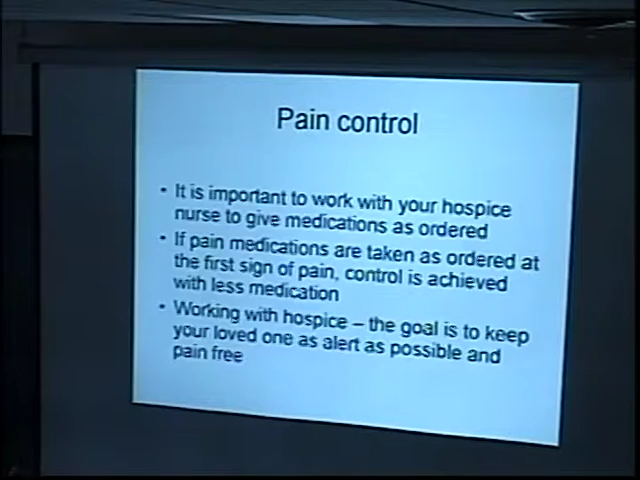 Pain control
• It is important to work with your hospice
nurse to give medications as ordered
• If pain medications are taken as ordered at
the first sign of pain, control is achieved
with less medication
• Working with hospice – the goal is to keep
your loved one as alert as possible and
pain free